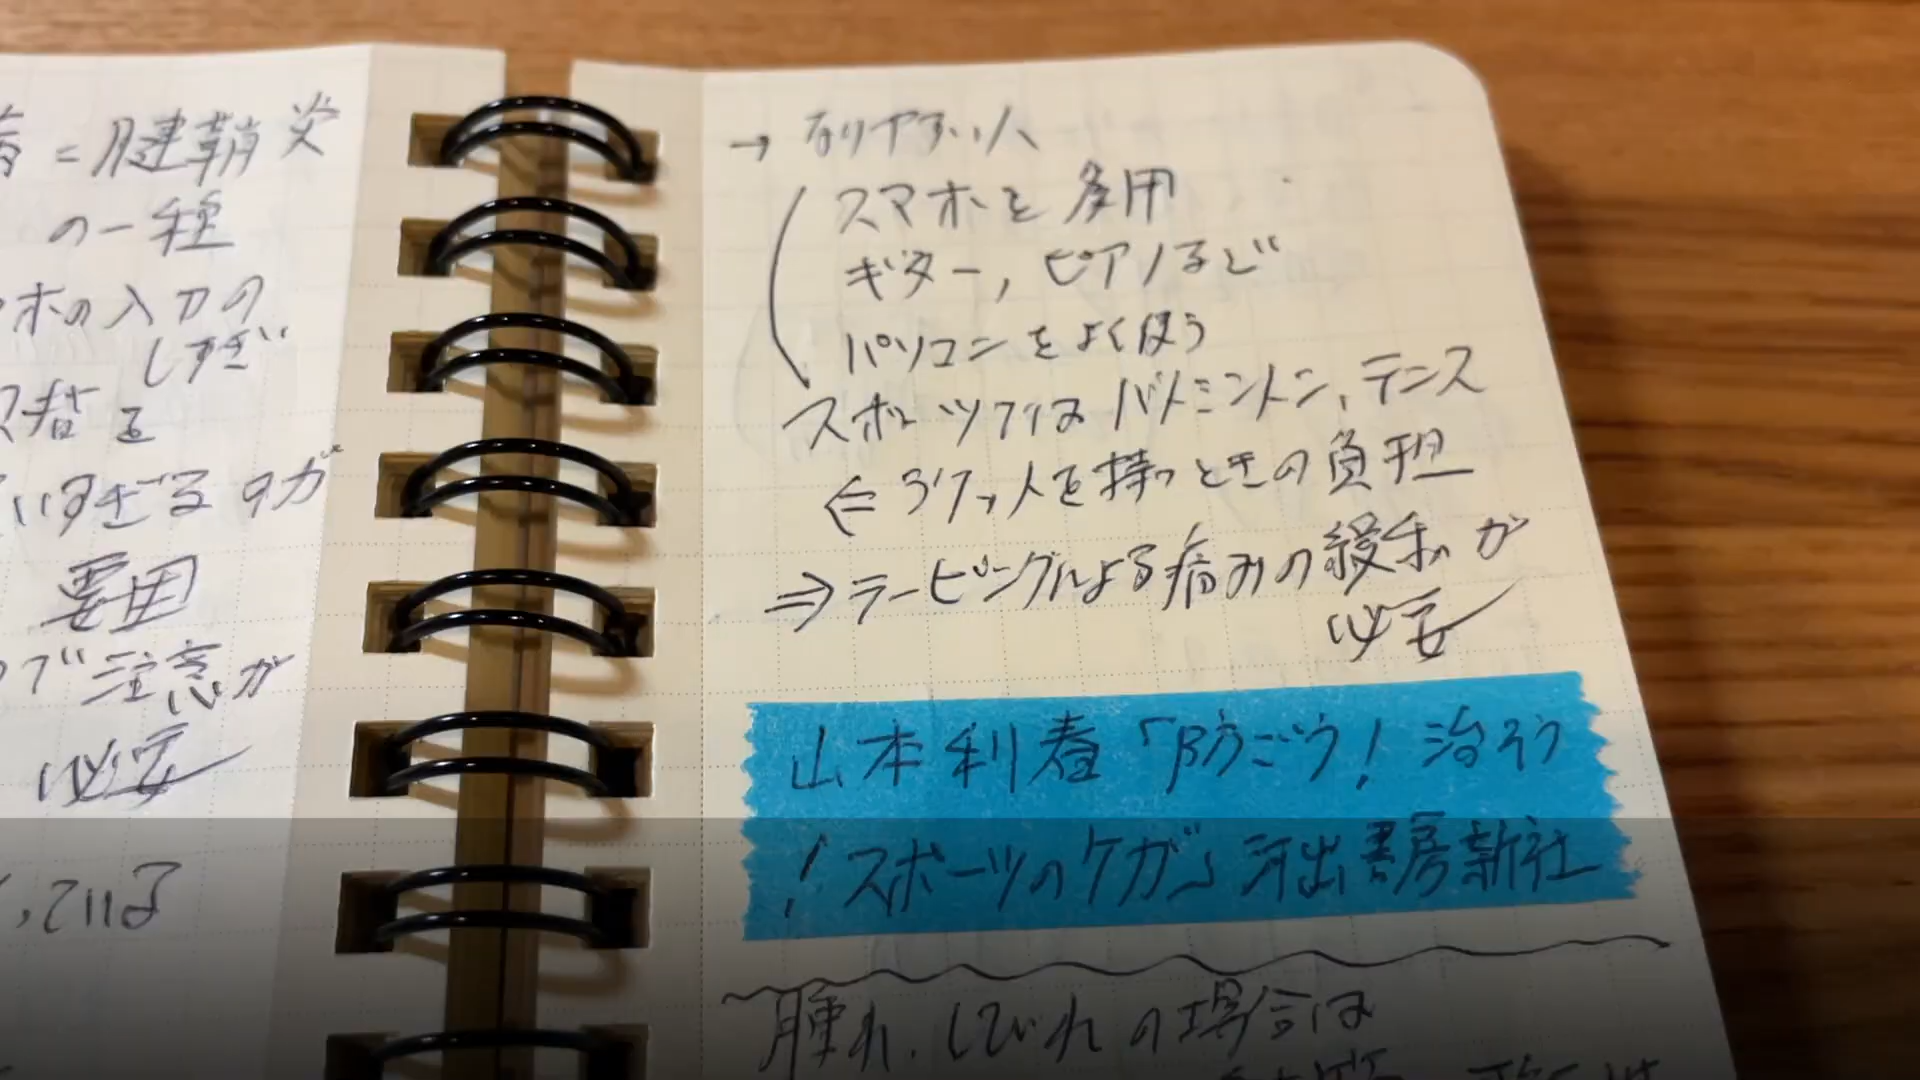 ＝腱鞘炎
の一種
ホの入力の
しすぎ
替を
いすぎる
要因
で注意が
必要
ている
→ なりやすい人
スマホを多用
ギター, ピアノなど
パソコンをよく使う
スポーツではバトミントン, テニス
⇐ ラケットを持つときの負担
⇒ テーピングによる痛みの緩和が
必要
山本利春「防ごう! 治そう
! スポーツのケガ」河出書房新社
腫れ, しびれの場合は